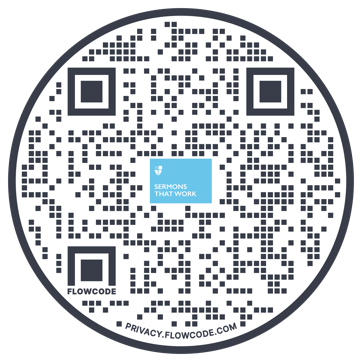 SERMONS
THAT WORK
FLOWCODE
PRIVACY.FLOWCODE.COM